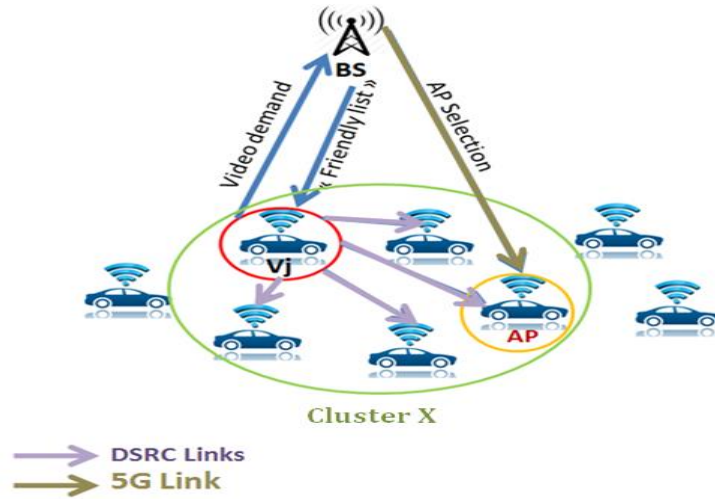 BS
Video demand
« Friendly list »
AP Selection
Vj
AP
Cluster X
DSRC Links
5G Link